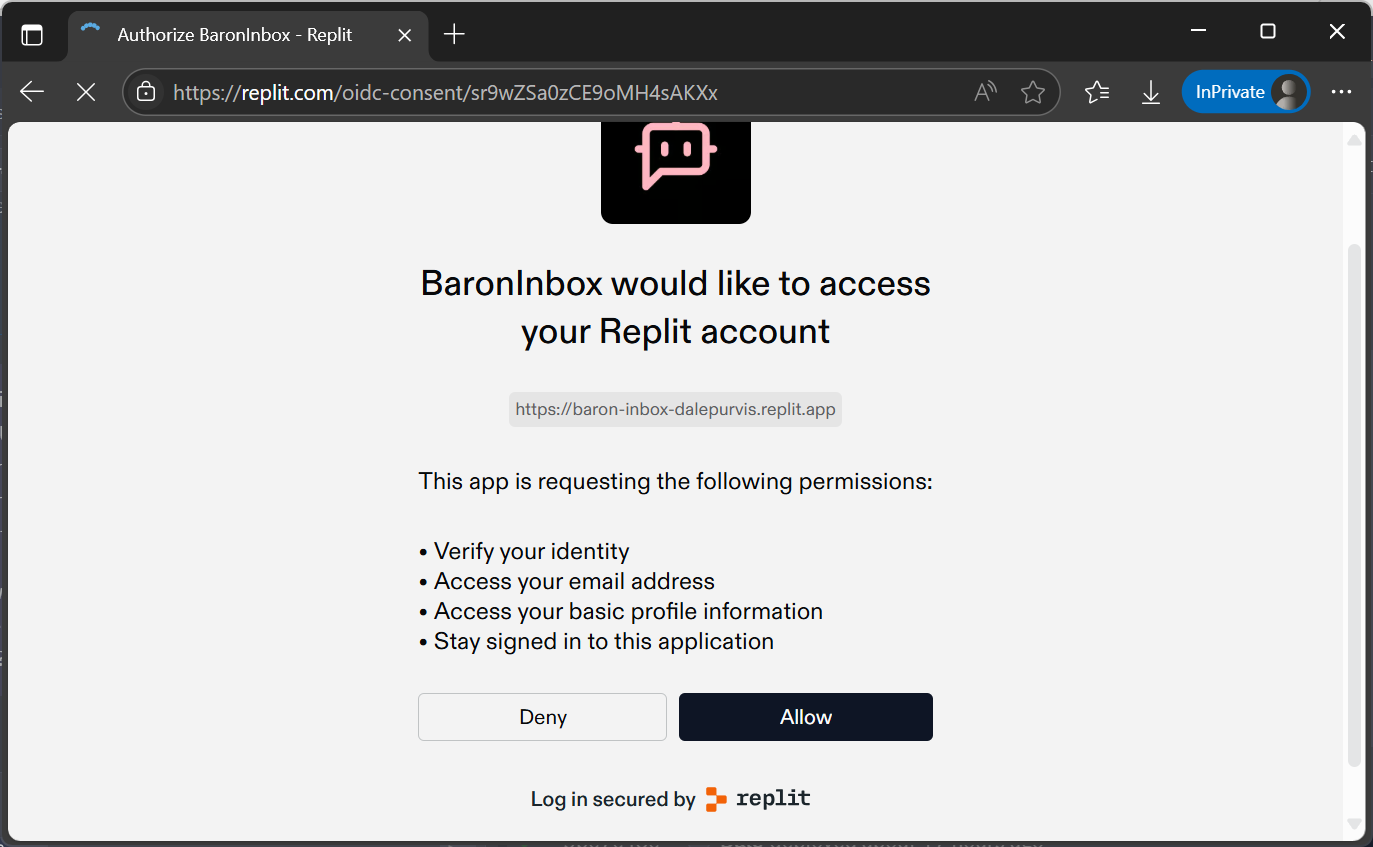 Authorize BaronInbox - Replit
https://replit.com/oidc-consent/sr9wZSa0zCE9oMH4sAKXx
InPrivate
BaronInbox would like to access
your Replit account
https://baron-inbox-dalepurvis.replit.app
This app is requesting the following permissions:
• Verify your identity
• Access your email address
• Access your basic profile information
• Stay signed in to this application
Deny
Allow
Log in secured by replit